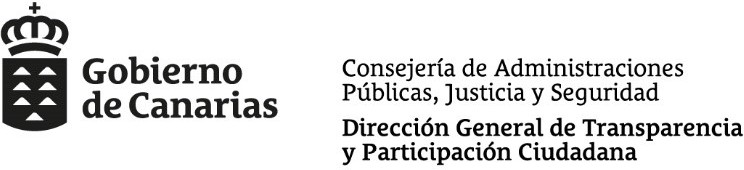 Gobierno
de Canarias
Consejería de Administraciones
Públicas, Justicia y Seguridad
Dirección General de Transparencia
y Participación Ciudadana